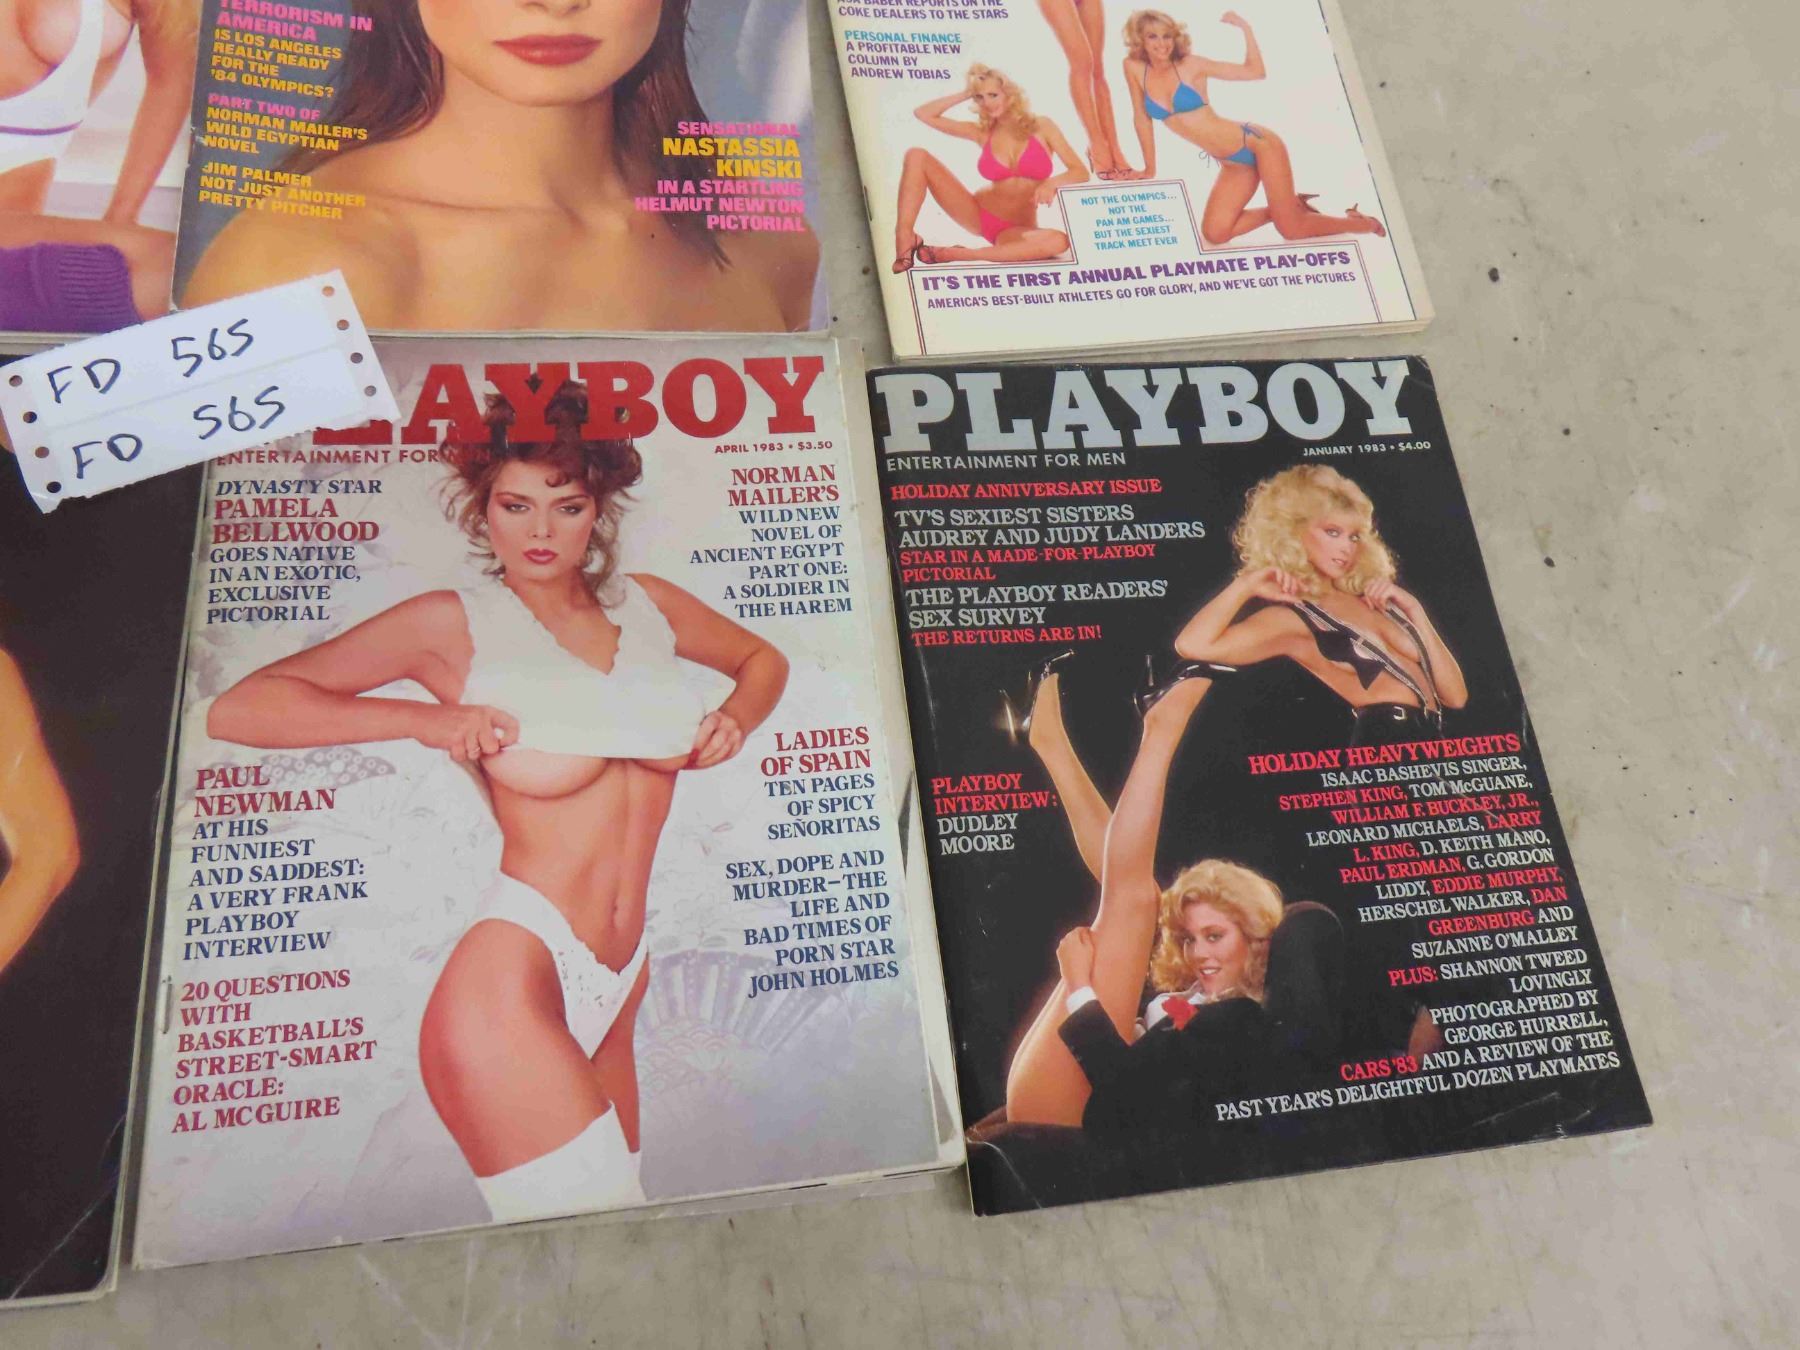 TERRORISM IN
AMERICA
IS LOS ANGELES
REALLY READY
FOR THE
'84 OLYMPICS?
PART TWO OF
NORMAN MAILER'S
WILD EGYPTIAN
NOVEL
JIM PALMER
NOT JUST ANOTHER
PRETTY PITCHER
SENSATIONAL
NASTASSIA
KINSKI
IN A STARTLING
HELMUT NEWTON
PICTORIAL
ASA BABER REPORTS ON THE
COKE DEALERS TO THE STARS
PERSONAL FINANCE
A PROFITABLE NEW
COLUMN BY
ANDREW TOBIAS
NOT THE OLYMPICS...
NOT THE
PAN AM GAMES...
BUT THE SEXIEST
TRACK MEET EVER
IT'S THE FIRST ANNUAL PLAYMATE PLAY-OFFS
AMERICA'S BEST-BUILT ATHLETES GO FOR GLORY, AND WE'VE GOT THE PICTURES
FD 565
FD 565
PLAYBOY
APRIL 1983 • $3.50
ENTERTAINMENT FOR MEN
DYNASTY STAR
PAMELA
BELLWOOD
GOES NATIVE
IN AN EXOTIC,
EXCLUSIVE
PICTORIAL
NORMAN
MAILER'S
WILD NEW
NOVEL OF
ANCIENT EGYPT
PART ONE:
A SOLDIER IN
THE HAREM
PAUL
NEWMAN
AT HIS
FUNNIEST
AND SADDEST:
A VERY FRANK
PLAYBOY
INTERVIEW
20 QUESTIONS
WITH
BASKETBALL'S
STREET-SMART
ORACLE:
AL MCGUIRE
LADIES
OF SPAIN
TEN PAGES
OF SPICY
SEÑORITAS
SEX, DOPE AND
MURDER—THE
LIFE AND
BAD TIMES OF
PORN STAR
JOHN HOLMES
PLAYBOY
ENTERTAINMENT FOR MEN
JANUARY 1983 • $4.00
HOLIDAY ANNIVERSARY ISSUE
TV'S SEXIEST SISTERS
AUDREY AND JUDY LANDERS
STAR IN A MADE-FOR-PLAYBOY
PICTORIAL
THE PLAYBOY READERS'
SEX SURVEY
THE RETURNS ARE IN!
PLAYBOY
INTERVIEW:
DUDLEY
MOORE
HOLIDAY HEAVYWEIGHTS
ISAAC BASHEVIS SINGER,
STEPHEN KING, TOM McGUANE,
WILLIAM F. BUCKLEY, JR.,
LEONARD MICHAELS, LARRY
L. KING, D. KEITH MANO,
PAUL ERDMAN, G. GORDON
LIDDY, EDDIE MURPHY,
HERSCHEL WALKER, DAN
GREENBURG AND
SUZANNE O'MALLEY
PLUS: SHANNON TWEED
LOVINGLY
PHOTOGRAPHED BY
GEORGE HURRELL,
CARS '83 AND A REVIEW OF THE
PAST YEAR'S DELIGHTFUL DOZEN PLAYMATES